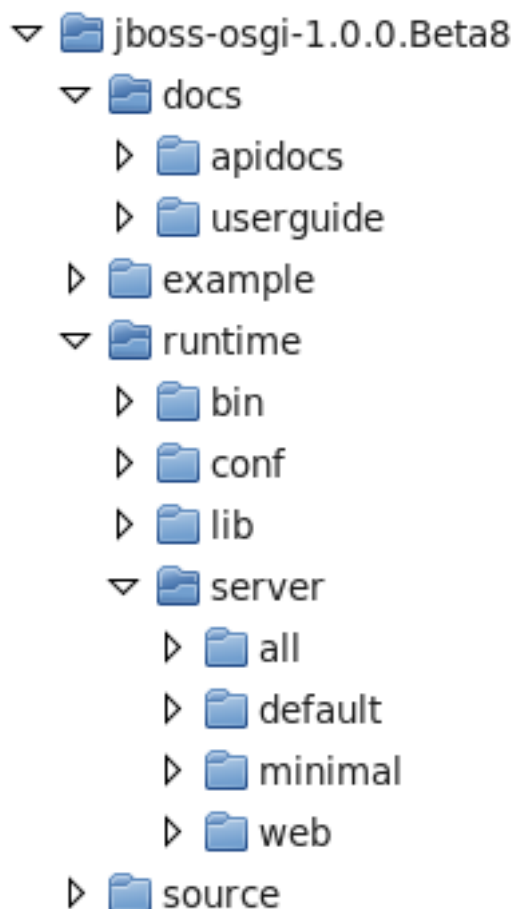 jboss-osgi-1.0.0.Beta8
docs
apidocs
userguide
example
runtime
bin
conf
lib
server
all
default
minimal
web
source